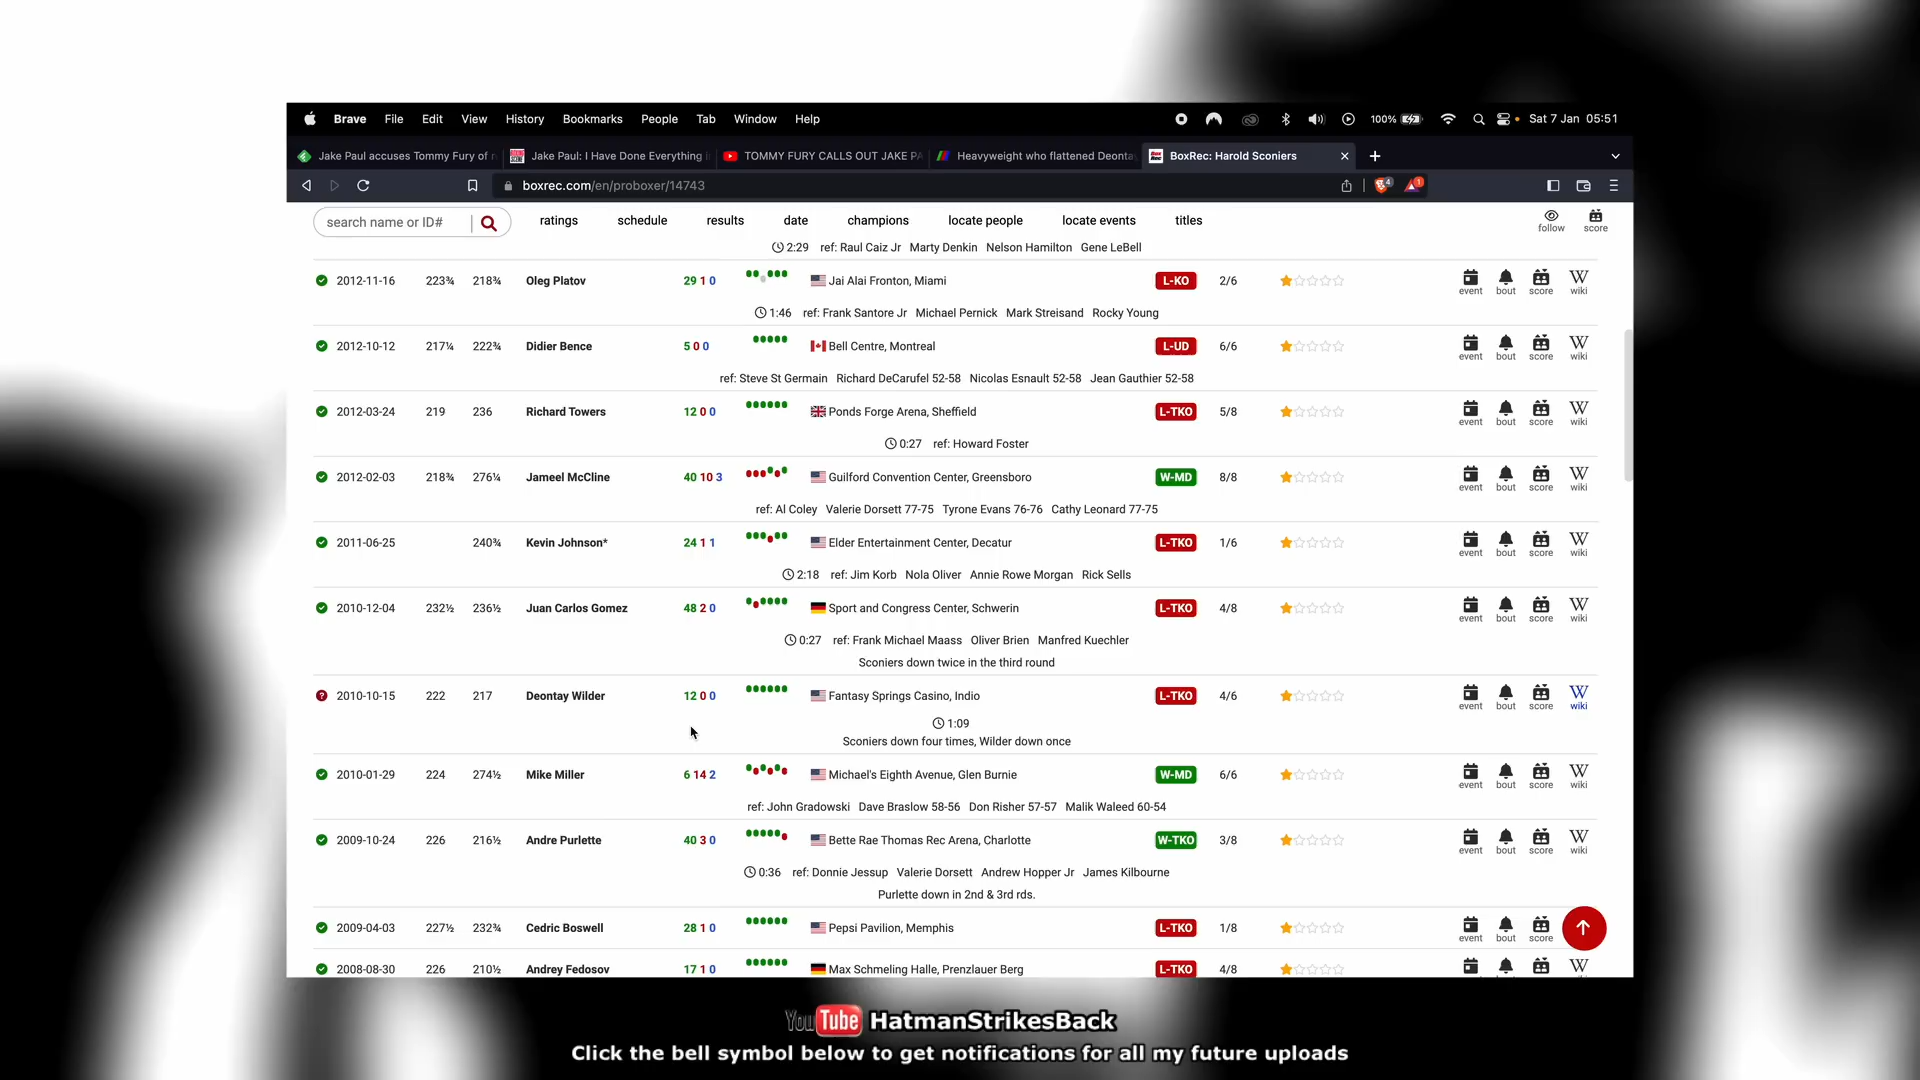 Brave File Edit View History Bookmarks People Tab Window Help 100% Sat 7 Jan 05:51
Jake Paul accuses Tommy Fury of r Jake Paul: I Have Done Everything TOMMY FURY CALLS OUT JAKE PA Heavyweight who flattened Deonta BoxRec: Harold Sconiers
boxrec.com/en/proboxer/14743 4 1
search name or ID# ratings schedule results date champions locate people locate events titles follow score
2:29 ref: Raul Caiz Jr Marty Denkin Nelson Hamilton Gene LeBell
2012-11-16 223¾ 218¾ Oleg Platov 29 1 0 Jai Alai Fronton, Miami L-KO 2/6 event bout score wiki
1:46 ref: Frank Santore Jr Michael Pernick Mark Streisand Rocky Young
2012-10-12 217¼ 222¾ Didier Bence 5 0 0 Bell Centre, Montreal L-UD 6/6 event bout score wiki
ref: Steve St Germain Richard DeCarufel 52-58 Nicolas Esnault 52-58 Jean Gauthier 52-58
2012-03-24 219 236 Richard Towers 12 0 0 Ponds Forge Arena, Sheffield L-TKO 5/8 event bout score wiki
0:27 ref: Howard Foster
2012-02-03 218¾ 276¼ Jameel McCline 40 10 3 Guilford Convention Center, Greensboro W-MD 8/8 event bout score wiki
ref: Al Coley Valerie Dorsett 77-75 Tyrone Evans 76-76 Cathy Leonard 77-75
2011-06-25 240¾ Kevin Johnson* 24 1 1 Elder Entertainment Center, Decatur L-TKO 1/6 event bout score wiki
2:18 ref: Jim Korb Nola Oliver Annie Rowe Morgan Rick Sells
2010-12-04 232½ 236½ Juan Carlos Gomez 48 2 0 Sport and Congress Center, Schwerin L-TKO 4/8 event bout score wiki
0:27 ref: Frank Michael Maass Oliver Brien Manfred Kuechler
Sconiers down twice in the third round
2010-10-15 222 217 Deontay Wilder 12 0 0 Fantasy Springs Casino, Indio L-TKO 4/6 event bout score wiki
1:09
Sconiers down four times, Wilder down once
2010-01-29 224 274½ Mike Miller 6 14 2 Michael's Eighth Avenue, Glen Burnie W-MD 6/6 event bout score wiki
ref: John Gradowski Dave Braslow 58-56 Don Risher 57-57 Malik Waleed 60-54
2009-10-24 226 216½ Andre Purlette 40 3 0 Bette Rae Thomas Rec Arena, Charlotte W-TKO 3/8 event bout score wiki
0:36 ref: Donnie Jessup Valerie Dorsett Andrew Hopper Jr James Kilbourne
Purlette down in 2nd & 3rd rds.
2009-04-03 227½ 232¾ Cedric Boswell 28 1 0 Pepsi Pavilion, Memphis L-TKO 1/8 event bout score
2008-08-30 226 210½ Andrey Fedosov 17 1 0 Max Schmeling Halle, Prenzlauer Berg L-TKO 4/8
YouTube HatmanStrikesBack
Click the bell symbol below to get notifications for all my future uploads